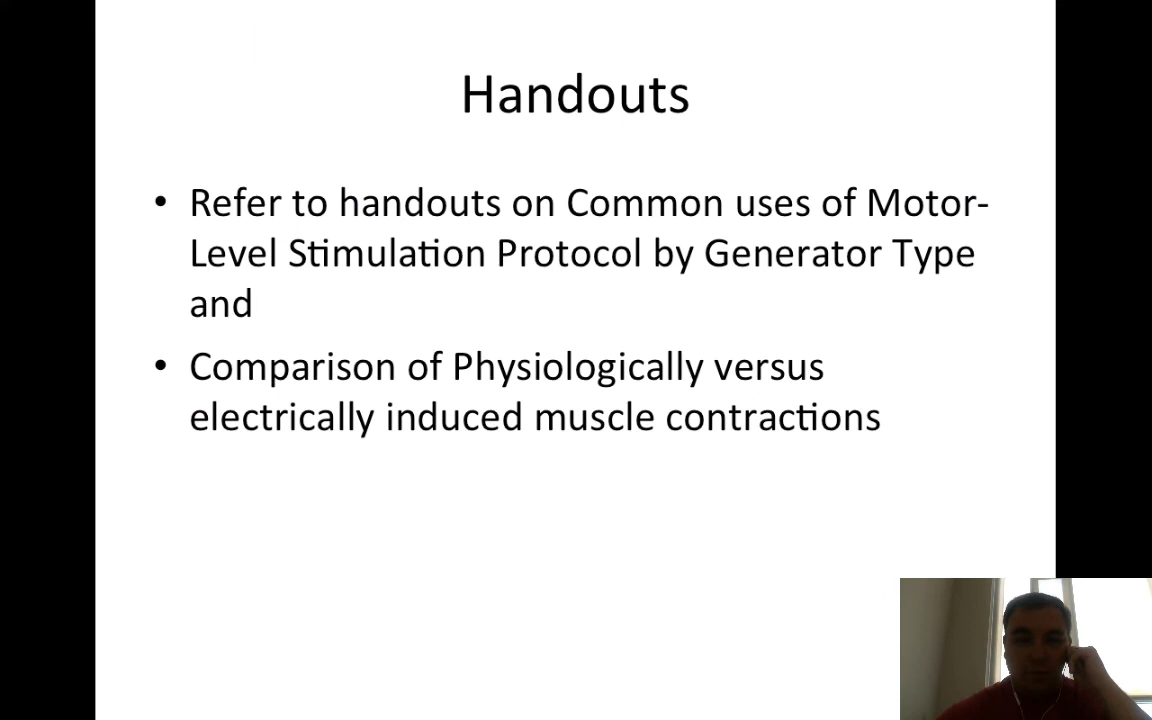 Handouts
• Refer to handouts on Common uses of Motor-
Level Stimulation Protocol by Generator Type
and
• Comparison of Physiologically versus
electrically induced muscle contractions